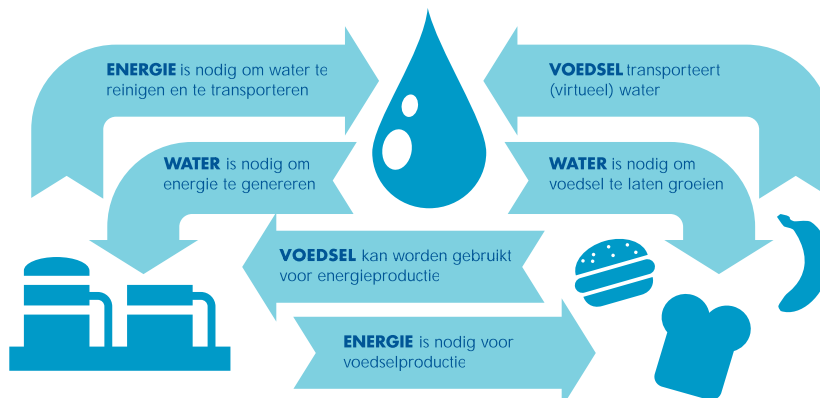 ENERGIE is nodig om water te
reinigen en te transporteren
VOEDSEL transporteert
(virtueel) water
WATER is nodig om
energie te genereren
WATER is nodig om
voedsel te laten groeien
VOEDSEL kan worden gebruikt
voor energieproductie
ENERGIE is nodig voor
voedselproductie